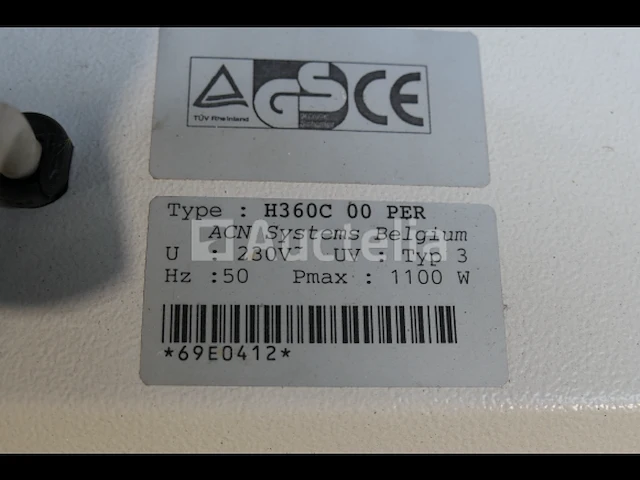 TÜV Rheinland
GS CE
Type : H360C 00 PER
ACN Systems Belgium
U : 230V~ UV : Typ 3
Hz :50 Pmax : 1100 W
*69E0412*
Auctelia